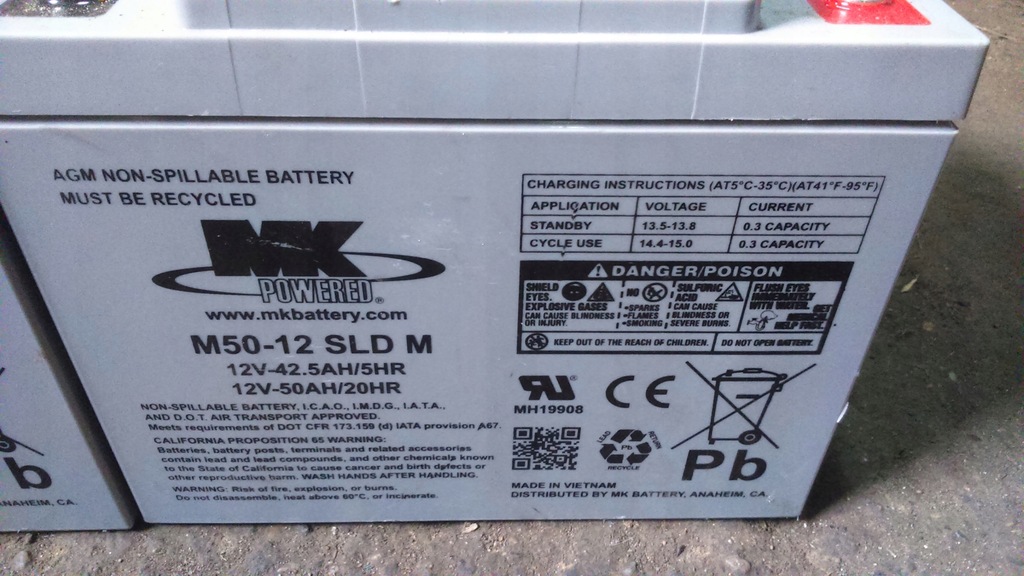 AGM NON-SPILLABLE BATTERY
MUST BE RECYCLED
MK
POWERED®
www.mkbattery.com
M50-12 SLD M
12V-42.5AH/5HR
12V-50AH/20HR
NON-SPILLABLE BATTERY, I.C.A.O., I.M.D.G., I.A.T.A.,
AND D.O.T. AIR TRANSPORT APPROVED.
Meets requirements of DOT CFR 173.159 (d) IATA provision A67.
CALIFORNIA PROPOSITION 65 WARNING:
Batteries, battery posts, terminals and related accessories
contain lead and lead compounds, and other chemicals known
to the State of California to cause cancer and birth defects or
other reproductive harm. WASH HANDS AFTER HANDLING.
WARNING: Risk of fire, explosion, or burns.
Do not disassemble, heat above 60°C, or incinerate.
CHARGING INSTRUCTIONS (AT5°C-35°C)(AT41°F-95°F)
APPLICATION VOLTAGE CURRENT
STANDBY 13.5-13.8 0.3 CAPACITY
CYCLE USE 14.4-15.0 0.3 CAPACITY
DANGER/POISON
SHIELD
EYES.
EXPLOSIVE GASES
CAN CAUSE BLINDNESS
OR INJURY.
NO
•SPARKS
•FLAMES
•SMOKING
SULFURIC
ACID
CAN CAUSE
BLINDNESS OR
SEVERE BURNS.
FLUSH EYES
IMMEDIATELY
WITH WATER.
GET
MEDICAL
HELP FAST.
KEEP OUT OF THE REACH OF CHILDREN. DO NOT OPEN BATTERY.
MH19908
CE
LEAD
RETURN
Pb
RECYCLE
Pb
MADE IN VIETNAM
DISTRIBUTED BY MK BATTERY, ANAHEIM, CA.
b
ANAHEIM, CA.